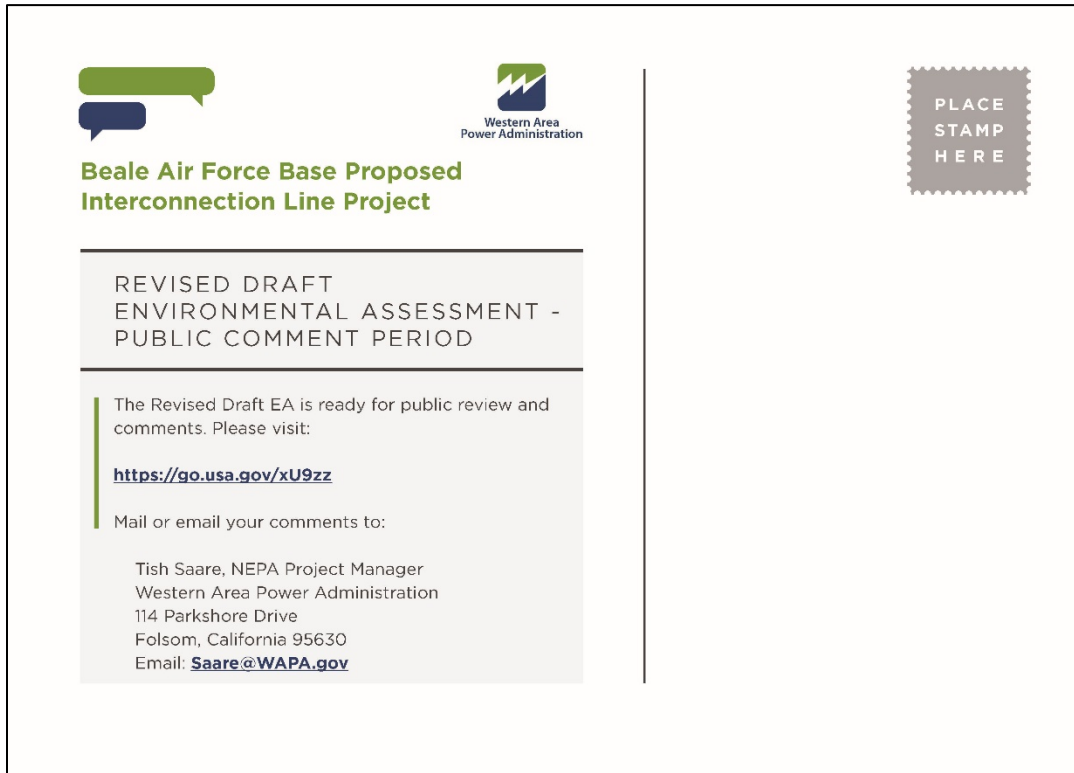 Western Area
Power Administration
Beale Air Force Base Proposed
Interconnection Line Project
REVISED DRAFT
ENVIRONMENTAL ASSESSMENT -
PUBLIC COMMENT PERIOD
The Revised Draft EA is ready for public review and
comments. Please visit:
https://go.usa.gov/xU9zz
Mail or email your comments to:
Tish Saare, NEPA Project Manager
Western Area Power Administration
114 Parkshore Drive
Folsom, California 95630
Email: Saare@WAPA.gov
PLACE
STAMP
HERE